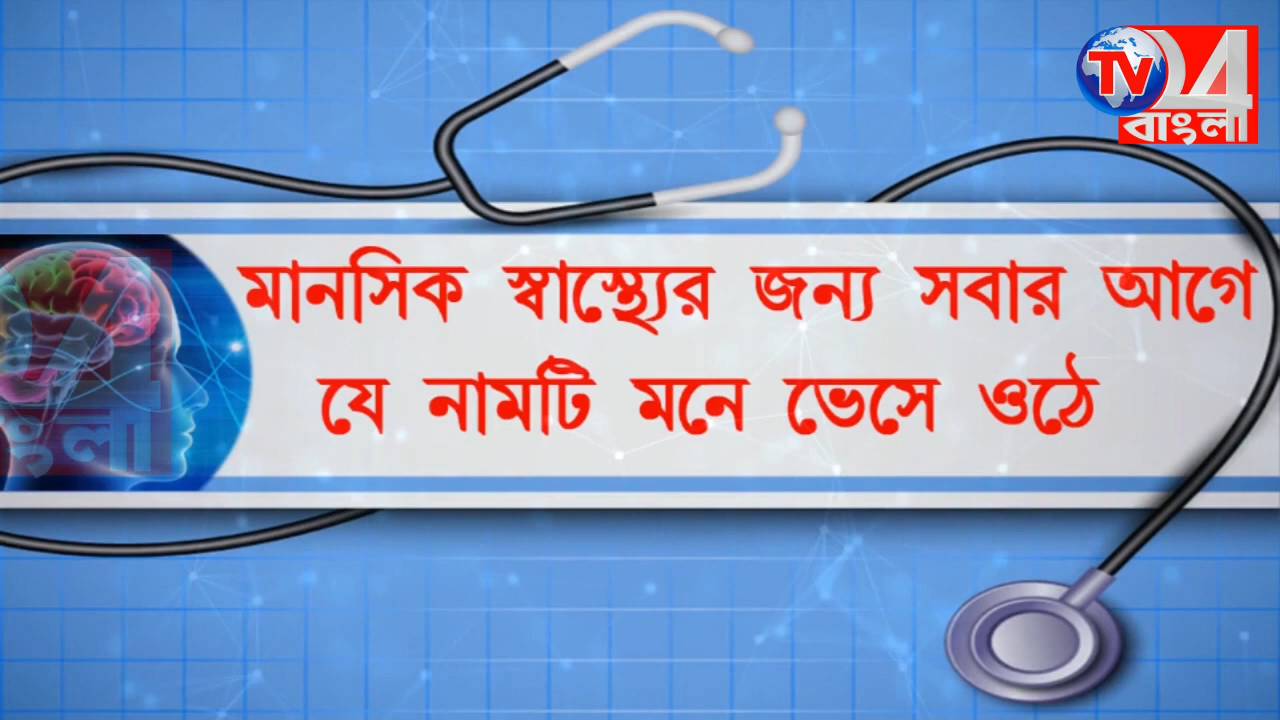 TV 24
বাংলা
মানসিক স্বাস্থ্যের জন্য সবার আগে
যে নামটি মনে ভেসে ওঠে